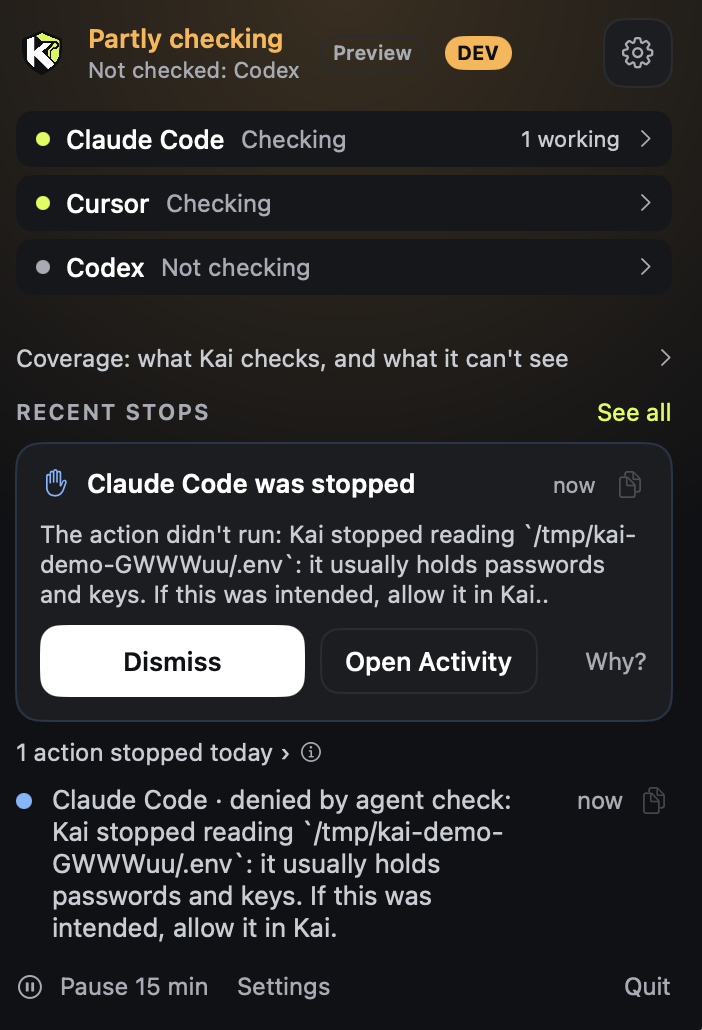 Partly checking
Not checked: Codex
Preview
DEV
Claude Code Checking 1 working
Cursor Checking
Codex Not checking
Coverage: what Kai checks, and what it can't see
RECENT STOPS See all
Claude Code was stopped now
The action didn't run: Kai stopped reading `/tmp/kai-
demo-GWWWuu/.env`: it usually holds passwords
and keys. If this was intended, allow it in Kai..
Dismiss Open Activity Why?
1 action stopped today ›
Claude Code · denied by agent check: now
Kai stopped reading `/tmp/kai-demo-
GWWWuu/.env`: it usually holds
passwords and keys. If this was
intended, allow it in Kai.
Pause 15 min Settings Quit